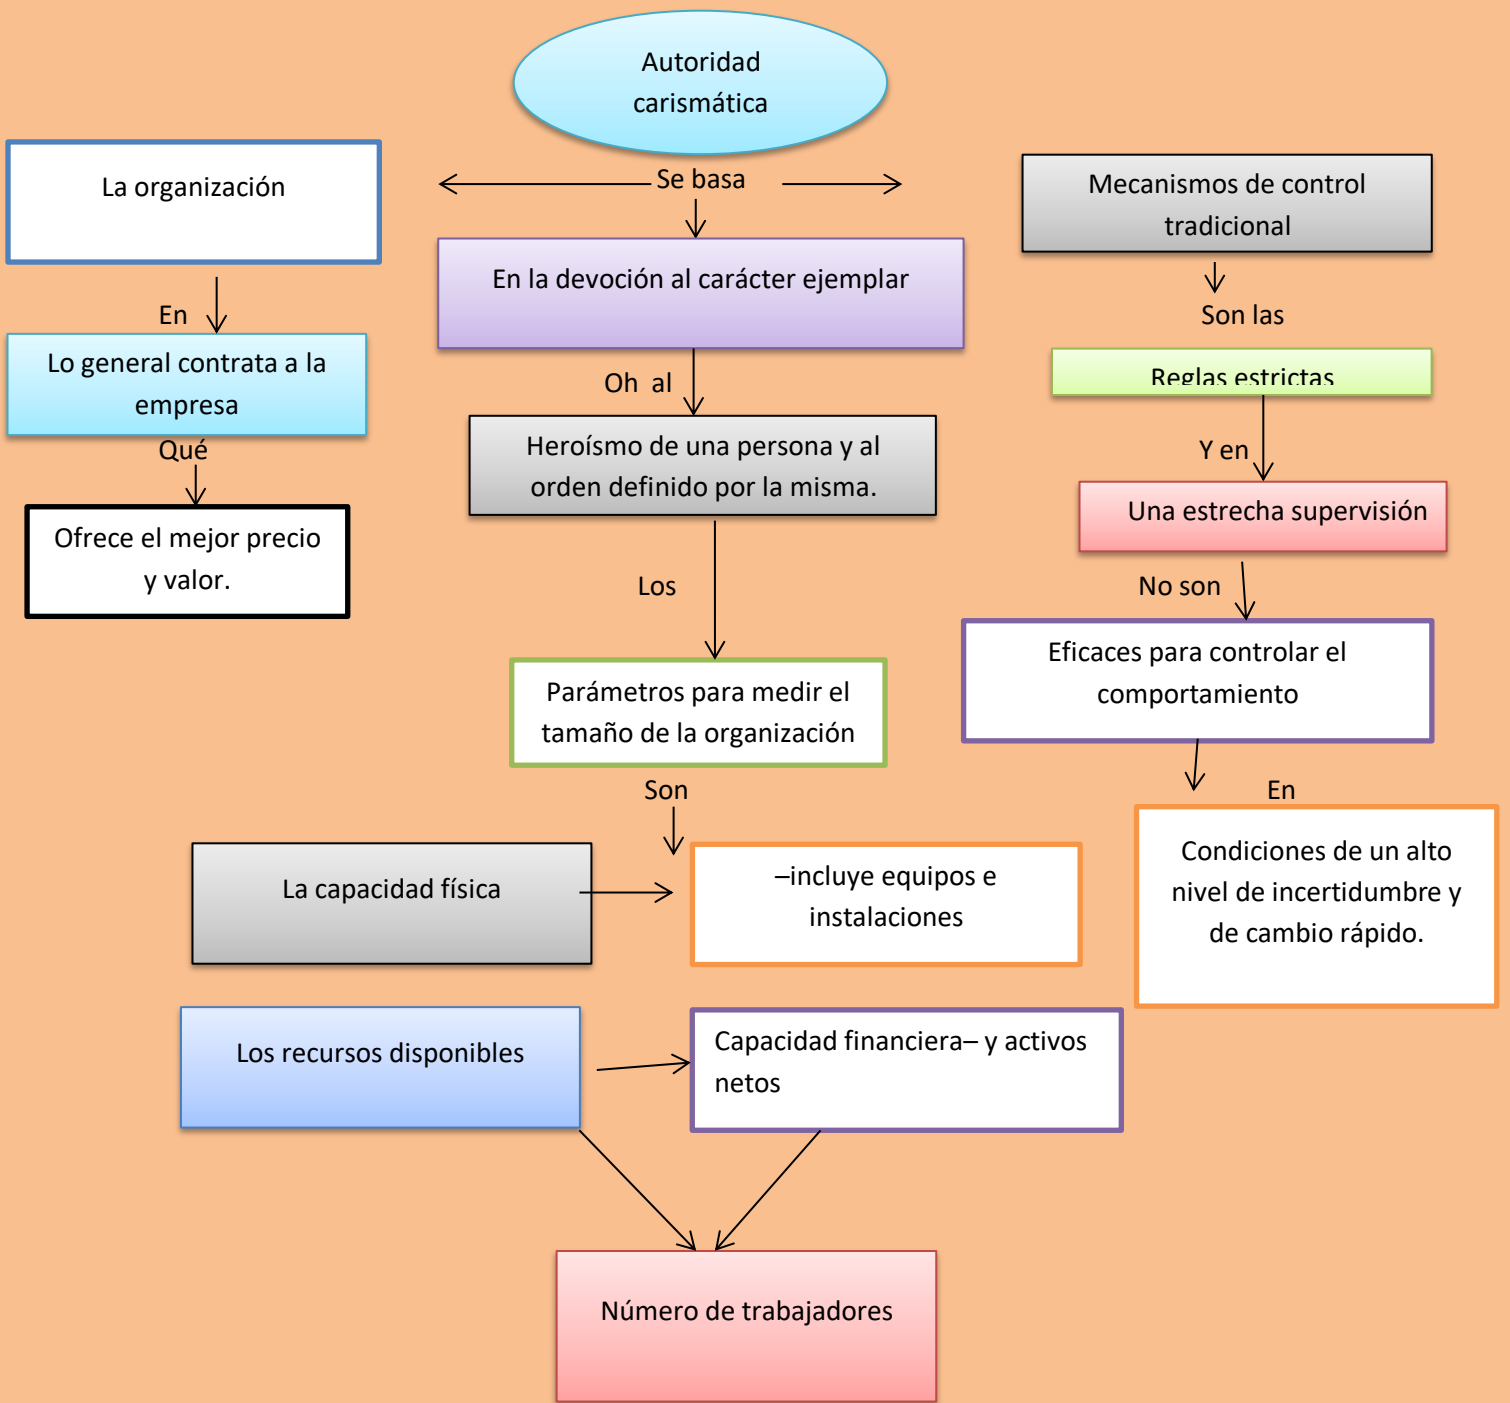 Autoridad
carismática
Se basa
La organización
En
Lo general contrata a la
empresa
Qué
Ofrece el mejor precio
y valor.
En la devoción al carácter ejemplar
Oh al
Heroísmo de una persona y al
orden definido por la misma.
Los
Parámetros para medir el
tamaño de la organización
Son
La capacidad física
–incluye equipos e
instalaciones
Los recursos disponibles
Capacidad financiera– y activos
netos
Número de trabajadores
Mecanismos de control
tradicional
Son las
Reglas estrictas
Y en
Una estrecha supervisión
No son
Eficaces para controlar el
comportamiento
En
Condiciones de un alto
nivel de incertidumbre y
de cambio rápido.